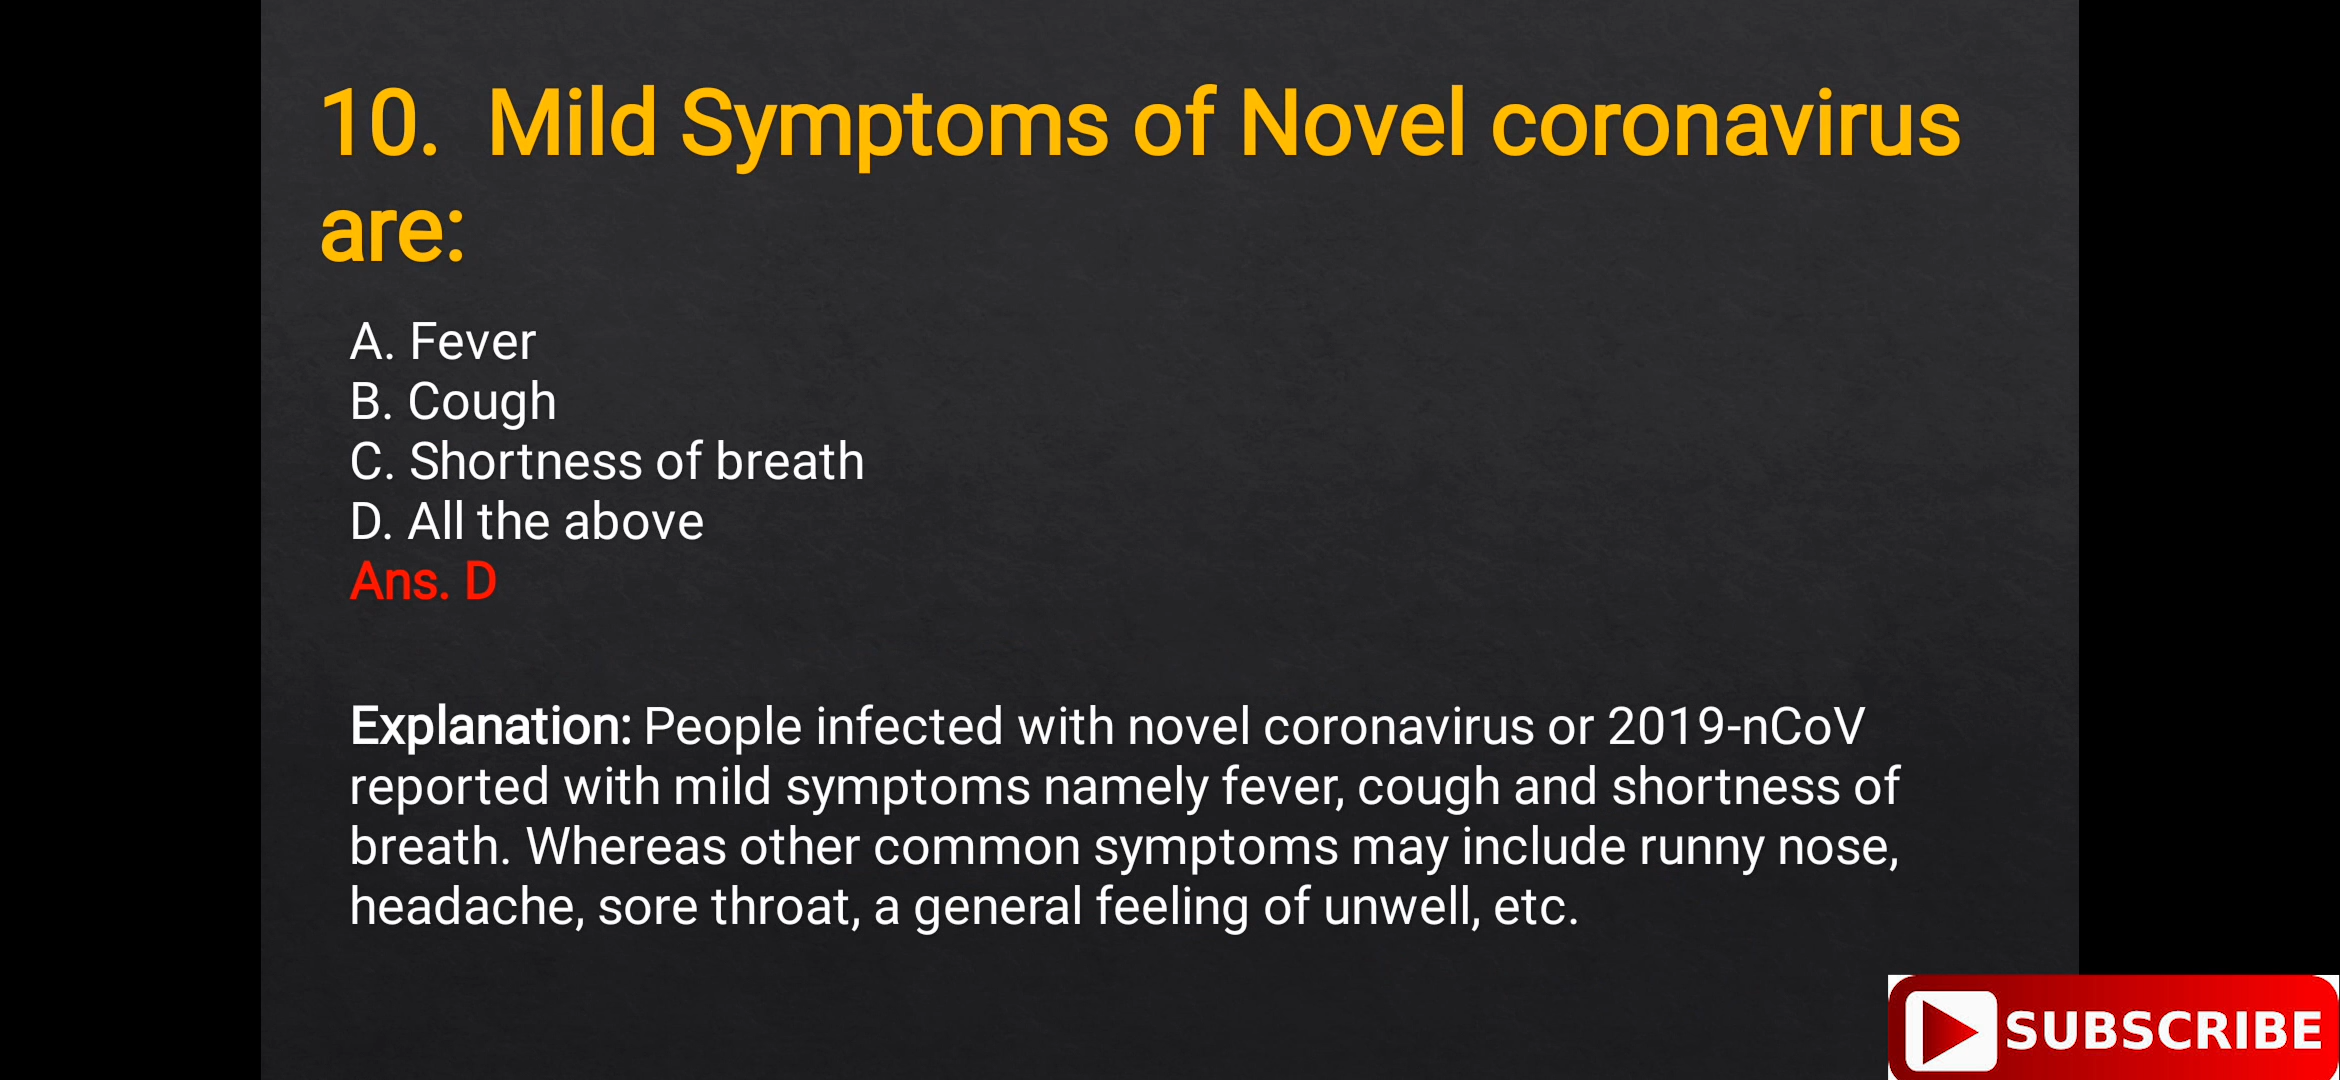 10. Mild Symptoms of Novel coronavirus
are:
A. Fever
B. Cough
C. Shortness of breath
D. All the above
Ans. D
Explanation: People infected with novel coronavirus or 2019-nCoV
reported with mild symptoms namely fever, cough and shortness of
breath. Whereas other common symptoms may include runny nose,
headache, sore throat, a general feeling of unwell, etc.
SUBSCRIBE